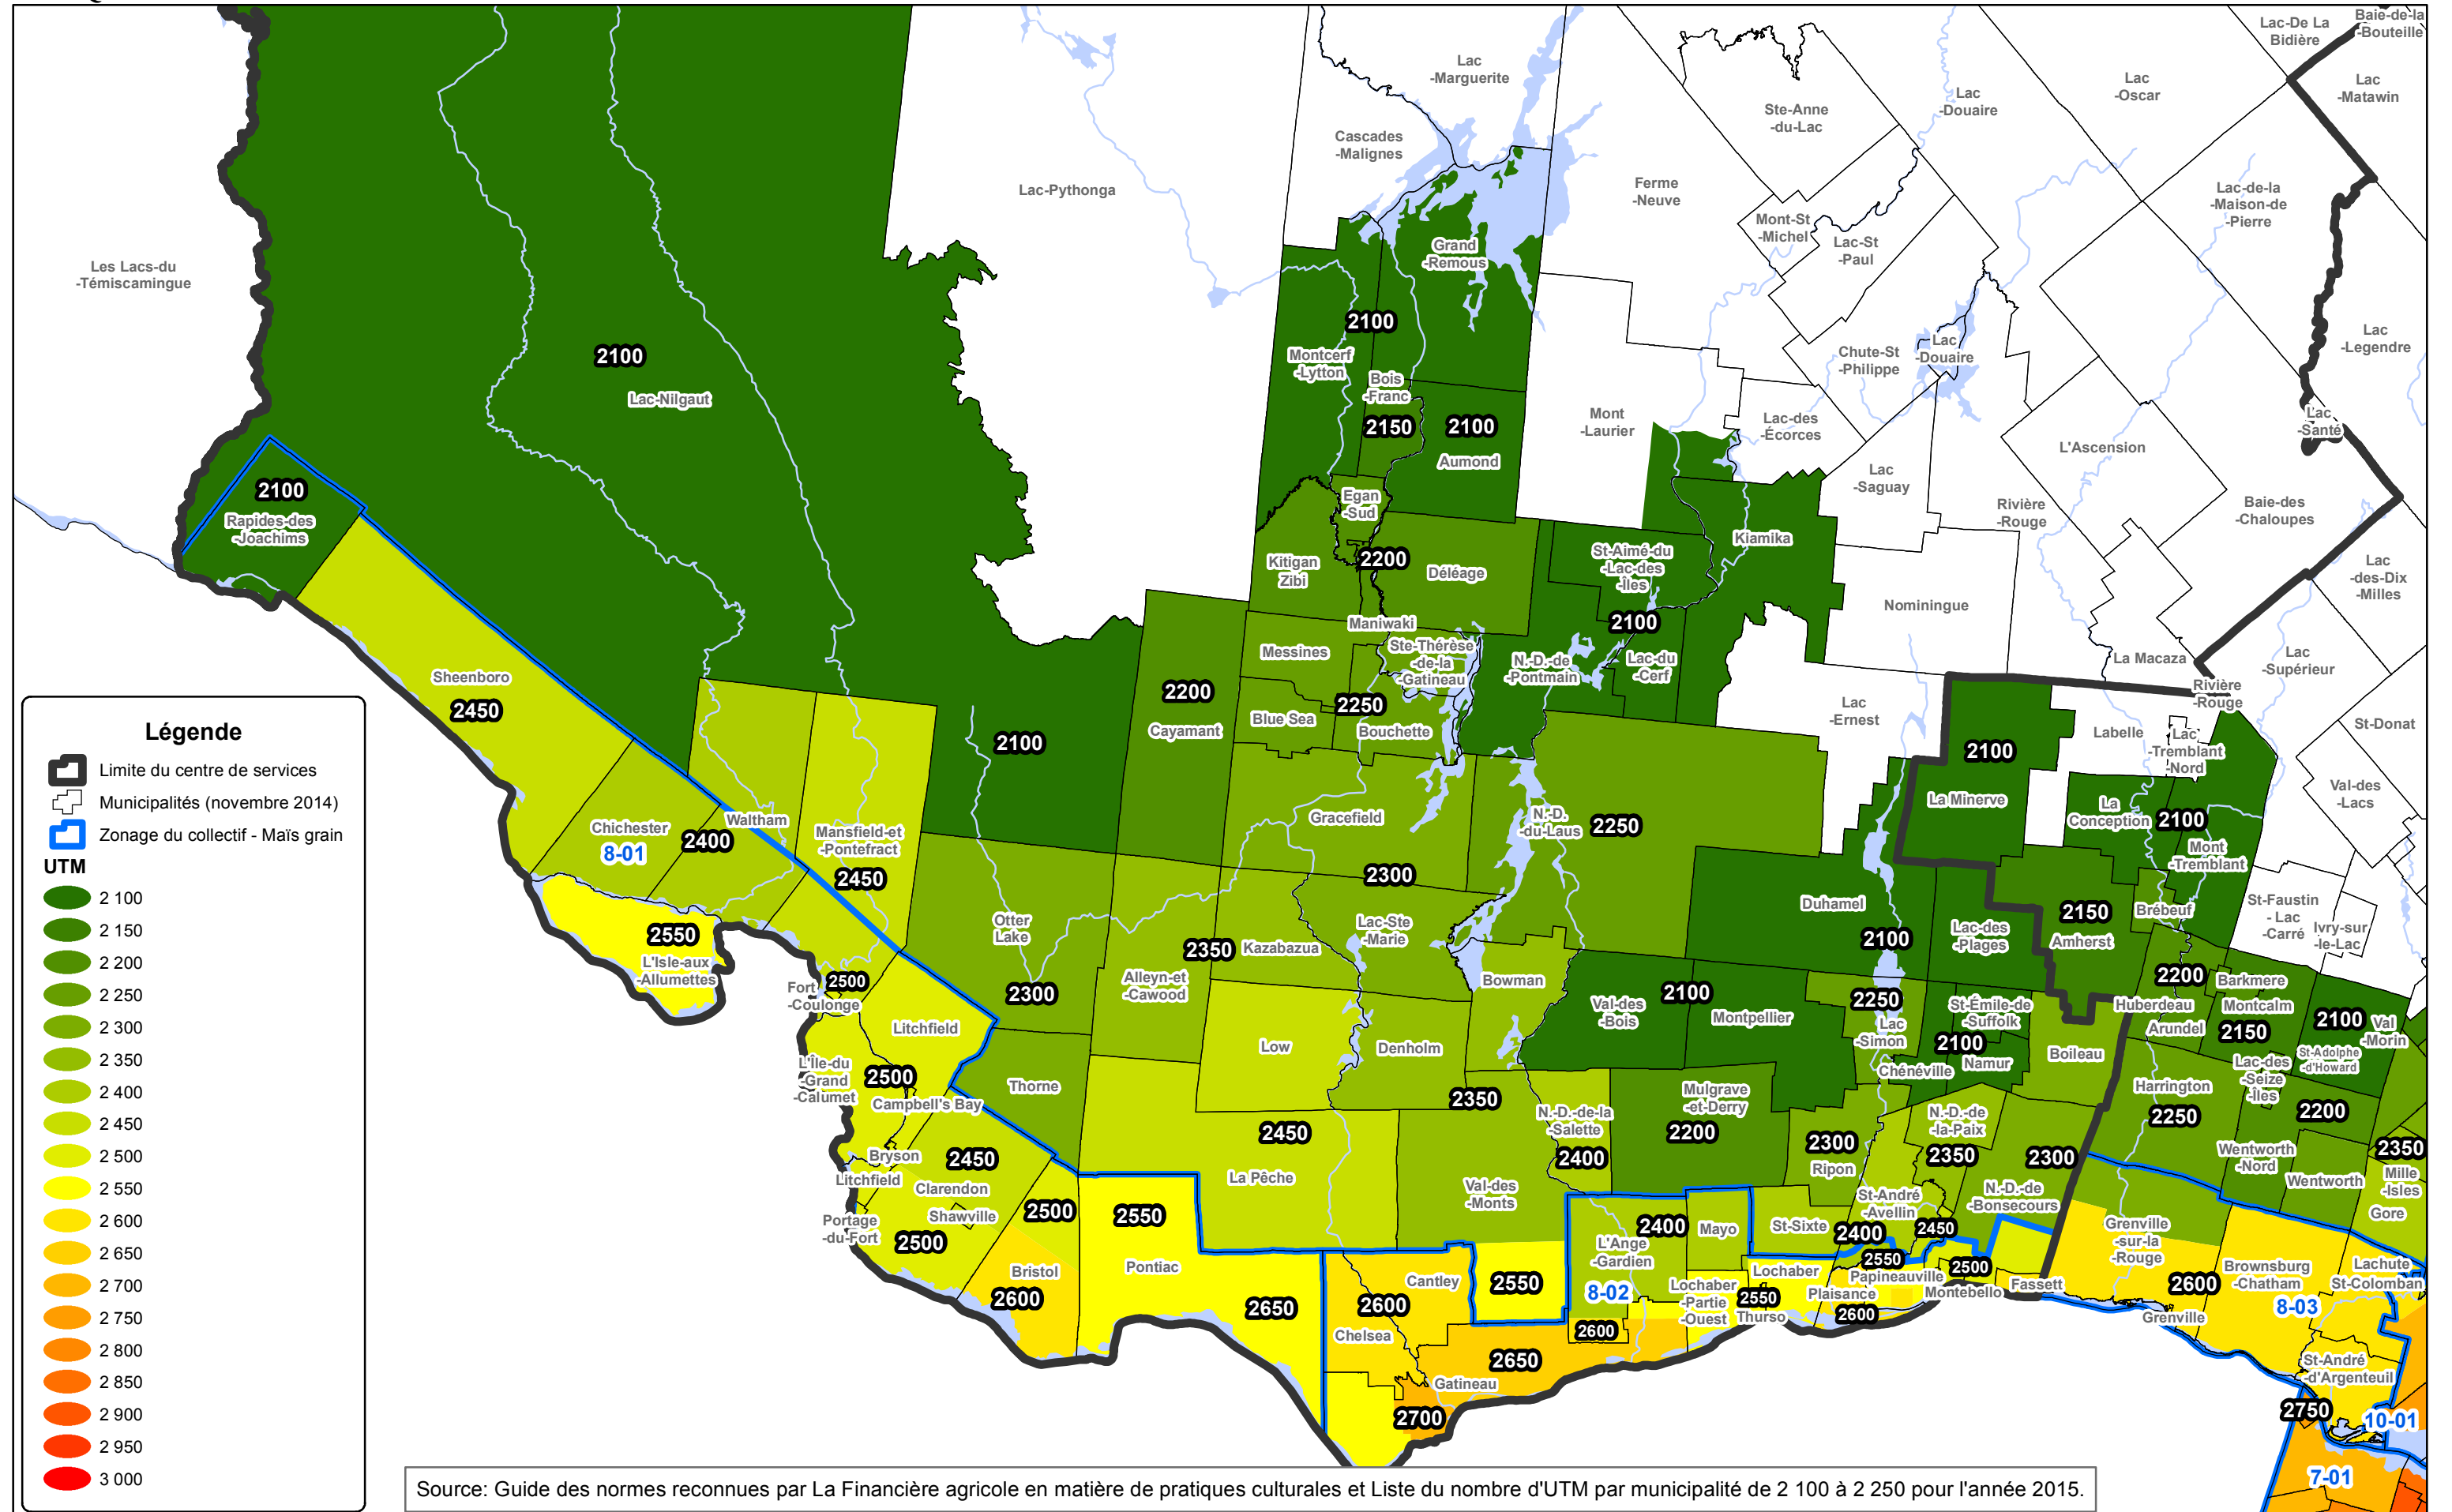 Lac-De La
Bidière
Baie-de-la
-Bouteille
Lac
-Marguerite
Lac
-Oscar
Lac
-Matawin
Lac
-Douaire
Ste-Anne
-du-Lac
Cascades
-Malignes
Lac-Pythonga
Ferme
-Neuve
Lac-de-la
-Maison-de
-Pierre
Mont-St
-Michel
Lac-St
-Paul
Grand
-Remous
Les Lacs-du
-Témiscamingue
2100
Montcerf
-Lytton
2100
Lac-Nilgaut
Chute-St
-Philippe
Lac
-Douaire
Lac
-Legendre
Bois
-Franc
2150
2100
Aumond
Mont
-Laurier
Lac-des
-Écorces
Lac
-Santé
L'Ascension
Lac
-Saguay
2100
Rapides-des
-Joachims
Egan
-Sud
Rivière
-Rouge
Baie-des
-Chaloupes
Kiamika
Kitigan
Zibi
2200
Déléage
St-Aimé-du
-Lac-des
-Îles
Lac
-des-Dix
-Milles
Nominingue
2100
Maniwaki
Messines
Ste-Thérèse
-de-la
-Gatineau
N.-D.-de
-Pontmain
Lac-du
-Cerf
La Macaza
Lac
-Supérieur
Sheenboro
2450
2200
Cayamant
Blue Sea
2250
Bouchette
Lac
-Ernest
Rivière
-Rouge
2100
2100
Labelle
Lac
-Tremblant
-Nord
St-Donat
La Minerve
Val-des
-Lacs
Légende
Limite du centre de services
Municipalités (novembre 2014)
Zonage du collectif - Maïs grain
UTM
2 100
2 150
2 200
2 250
2 300
2 350
2 400
2 450
2 500
2 550
2 600
2 650
2 700
2 750
2 800
2 850
2 900
2 950
3 000
Chichester
8-01
2400
Waltham
Mansfield-et
-Pontefract
2450
Gracefield
N.-D.
-du-Laus
2250
La
Conception
2100
Mont
-Tremblant
2300
2550
L'Isle-aux
-Allumettes
Otter
Lake
2300
Alleyn-et
-Cawood
2350
Kazabazua
Lac-Ste
-Marie
Bowman
Duhamel
2100
Lac-des
-Plages
2150
Amherst
Brébeuf
St-Faustin
- Lac
-Carré
Ivry-sur
-le-Lac
Fort
-Coulonge
2500
Litchfield
Val-des
-Bois
2100
Montpellier
2250
Lac
-Simon
St-Émile-de
-Suffolk
2200
Barkmere
Huberdeau
Montcalm
Arundel
2150
2100
Val
-Morin
Low
Denholm
2100
Namur
Chénéville
Boileau
St-Adolphe
-d'Howard
L'Île-du
-Grand
-Calumet
2500
Campbell's Bay
Thorne
2350
N.-D.-de-la
-Salette
2400
Mulgrave
-et-Derry
2200
Harrington
2250
Lac-des
-Seize
-Îles
2200
2450
La Pêche
2300
Ripon
N.-D.-de
-la-Paix
2350
2300
Wentworth
-Nord
Wentworth
2350
Mille
-Isles
Bryson
2450
Litchfield
Clarendon
Shawville
2500
Portage
-du-Fort
2500
2550
Pontiac
Bristol
2600
Val-des
-Monts
St-André
-Avellin
N.-D.-de
-Bonsecours
Gore
2400
L'Ange
-Gardien
Mayo
St-Sixte
2400
2450
Grenville
-sur-la
-Rouge
2650
2600
Cantley
Chelsea
2550
8-02
2600
Lochaber
-Partie
-Ouest
Lochaber
2550
Thurso
2550
Papineauville
Plaisance
2600
2500
Montebello
Fassett
2600
Brownsburg
-Chatham
Lachute
St-Colomban
8-03
Grenville
2650
Gatineau
2700
St-André
-d'Argenteuil
2750
10-01
7-01
Source: Guide des normes reconnues par La Financière agricole en matière de pratiques culturales et Liste du nombre d'UTM par municipalité de 2 100 à 2 250 pour l'année 2015.